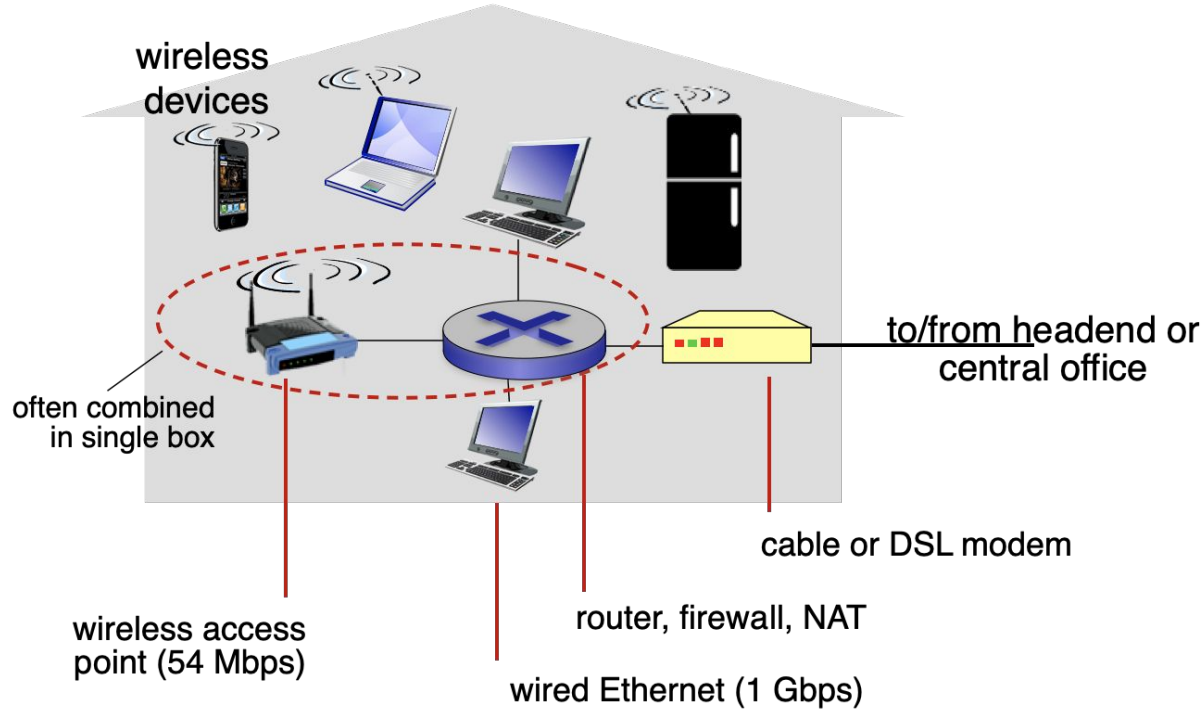 wireless
devices
to/from headend or
central office
often combined
in single box
cable or DSL modem
router, firewall, NAT
wireless access
point (54 Mbps)
wired Ethernet (1 Gbps)